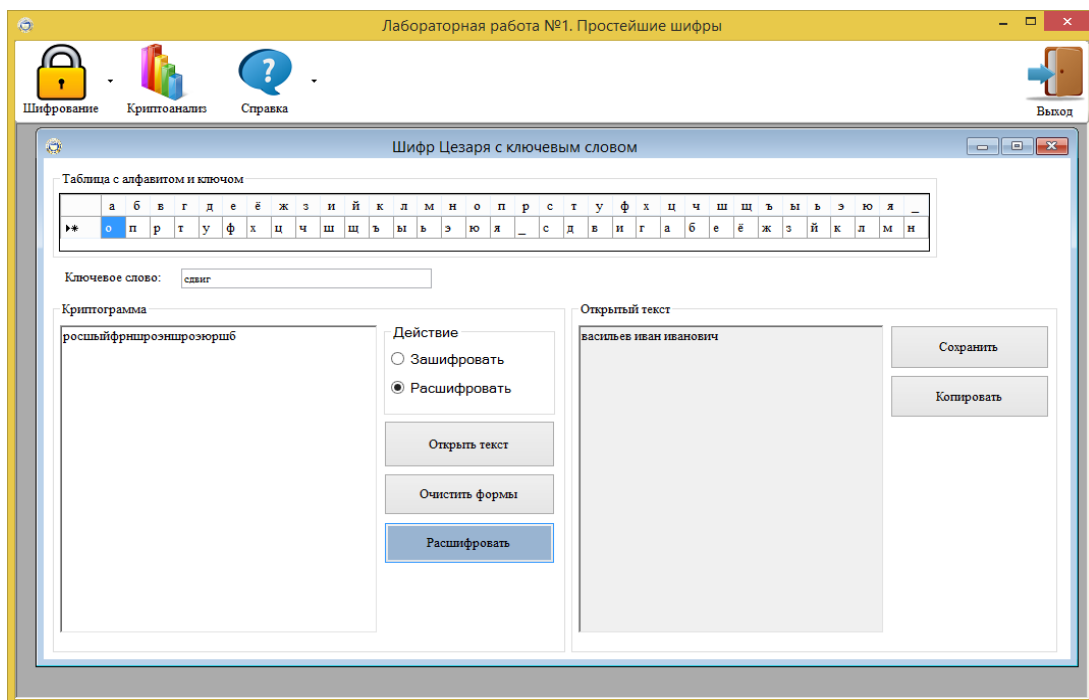 Лабораторная работа №1. Простейшие шифры
Шифрование Криптоанализ Справка Выход
Шифр Цезаря с ключевым словом
Таблица с алфавитом и ключом
а б в г д е ё ж з и й к л м н о п р с т у ф х ц ч ш щ ъ ы ь э ю я _
о п р т у ф х ц ч ш щ ъ ы ь э ю я _ с д в и г а б е ё ж з й к л м н
Ключевое слово: сдвиг
Криптограмма
росшыйфрншроэншроэюршб
Действие
Зашифровать
Расшифровать
Открыть текст
Очистить формы
Расшифровать
Открытый текст
васильев иван иванович
Сохранить
Копировать